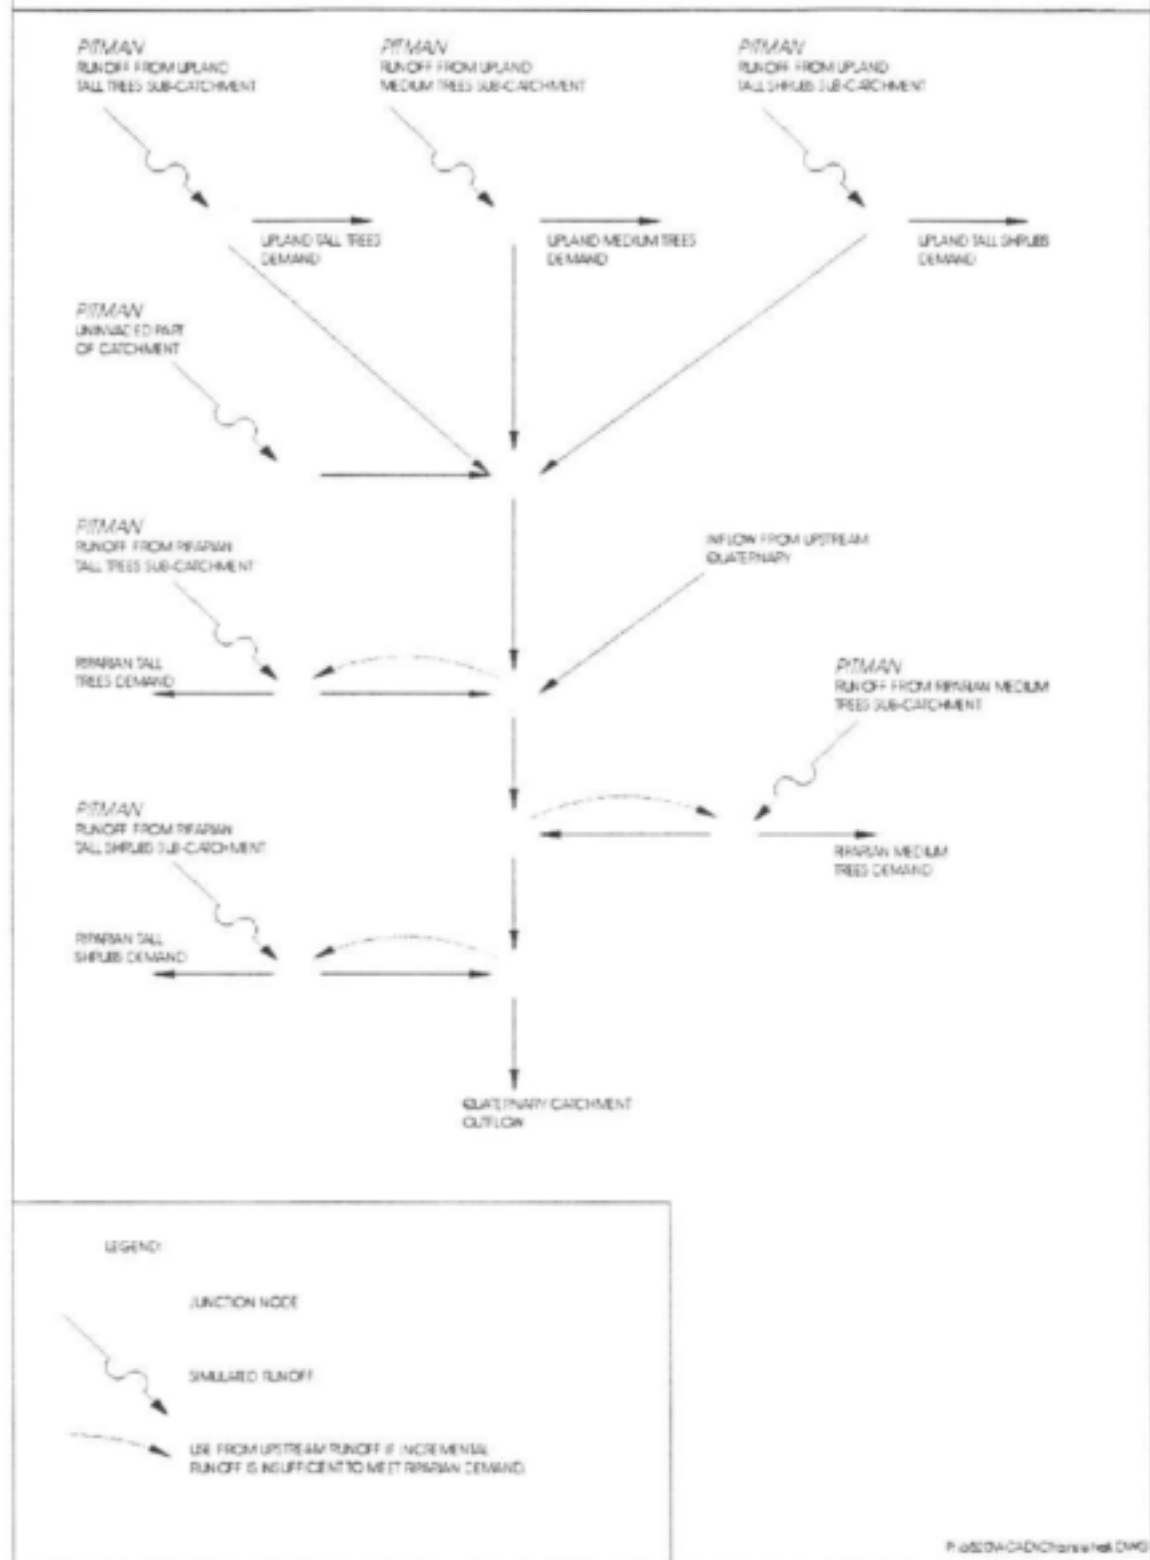 PITMAN
RUNOFF FROM UPLAND
TALL TREES SUB-CATCHMENT
PITMAN
RUNOFF FROM UPLAND
MEDIUM TREES SUB-CATCHMENT
PITMAN
RUNOFF FROM UPLAND
TALL SHRUBS SUB-CATCHMENT
UPLAND TALL TREES
DEMAND
UPLAND MEDIUM TREES
DEMAND
UPLAND TALL SHRUBS
DEMAND
PITMAN
UNINVADED PART
OF CATCHMENT
PITMAN
RUNOFF FROM RIPARIAN
TALL TREES SUB-CATCHMENT
INFLOW FROM UPSTREAM
QUATERNARY
RIPARIAN TALL
TREES DEMAND
PITMAN
RUNOFF FROM RIPARIAN MEDIUM
TREES SUB-CATCHMENT
PITMAN
RUNOFF FROM RIPARIAN
TALL SHRUBS SUB-CATCHMENT
RIPARIAN MEDIUM
TREES DEMAND
RIPARIAN TALL
SHRUBS DEMAND
QUATERNARY CATCHMENT
OUTFLOW
LEGEND:
JUNCTION NODE
SIMULATED RUNOFF
USE FROM UPSTREAM RUNOFF IF INCREMENTAL
RUNOFF IS INSUFFICIENT TO MEET RIPARIAN DEMAND